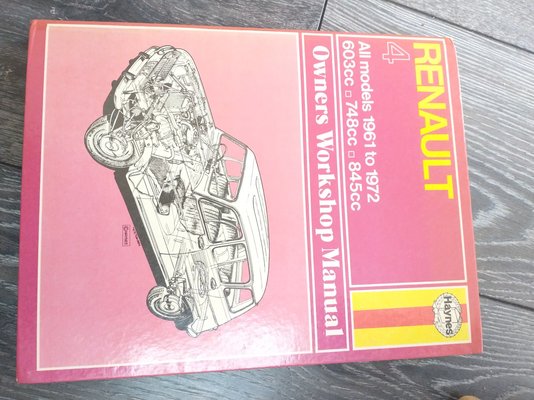 RENAULT
4
All models 1961 to 1972
603cc □ 748cc □ 845cc
Owners Workshop Manual
Haynes